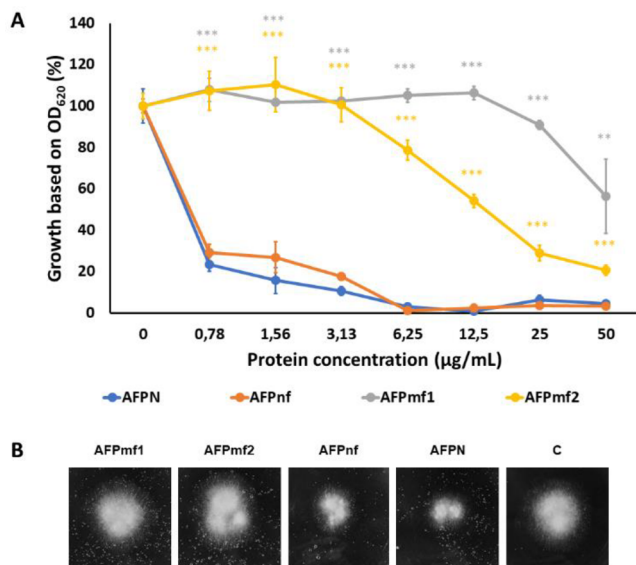 A
Growth based on OD620 (%)
140
120
100
80
60
40
20
0
*** *** *** *** *** *** **
*** *** *** *** *** *** ***
0 0,78 1,56 3,13 6,25 12,5 25 50
Protein concentration (µg/mL)
AFPN AFPnf AFPmf1 AFPmf2
B
AFPmf1 AFPmf2 AFPnf AFPN C